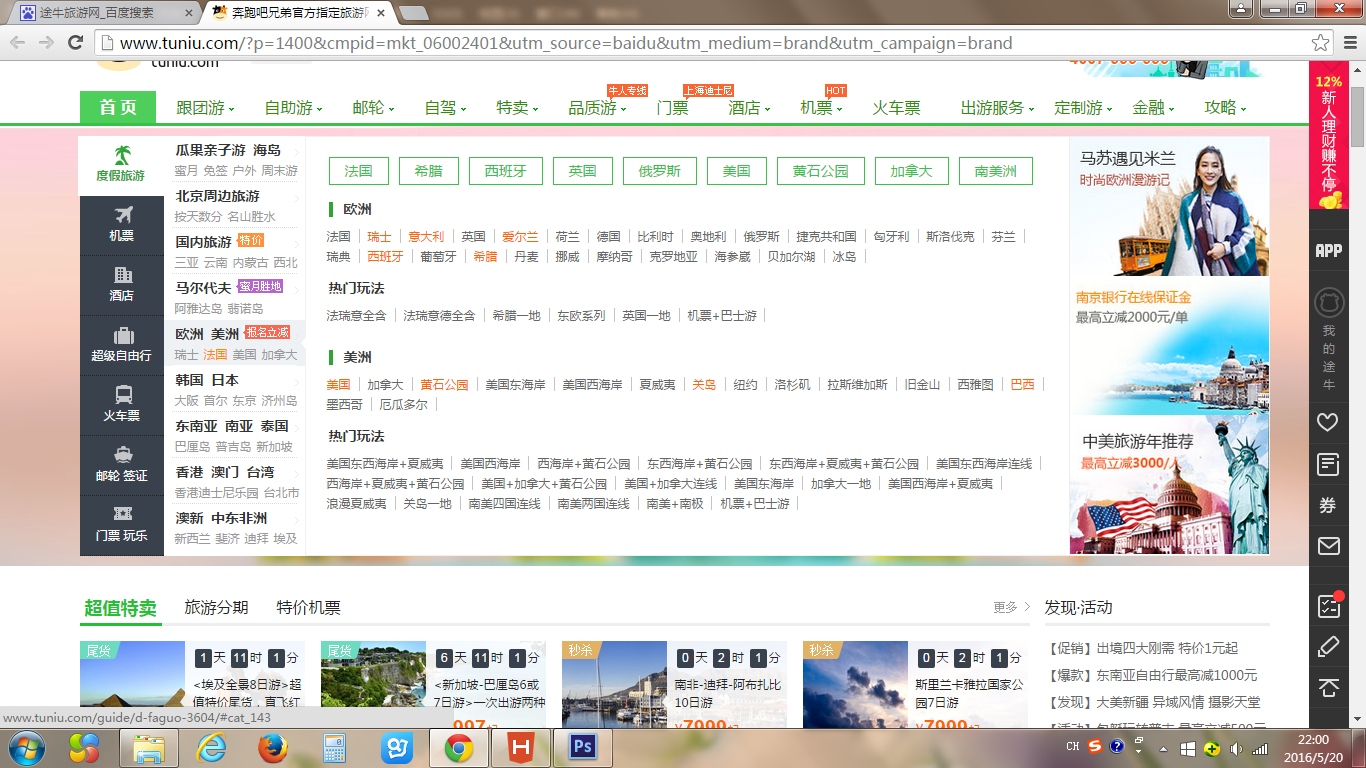 途牛旅游网_百度搜索
奔跑吧兄弟官方指定旅游网
www.tuniu.com/?p=1400&cmpid=mkt_06002401&utm_source=baidu&utm_medium=brand&utm_campaign=brand
tuniu.com
牛人专线 上海迪士尼 HOT
首页 跟团游 自助游 邮轮 自驾 特卖 品质游 门票 酒店 机票 火车票 出游服务 定制游 金融 攻略
度假旅游
机票
酒店
超级自由行
火车票
邮轮 签证
门票 玩乐
瓜果亲子游 海岛
蜜月 免签 户外 周末游
北京周边旅游
按天数分 名山胜水
国内旅游 特价
三亚 云南 内蒙古 西北
马尔代夫 蜜月胜地
阿雅达岛 翡诺岛
欧洲 美洲 报名立减
瑞士 法国 美国 加拿大
韩国 日本
大阪 首尔 东京 济州岛
东南亚 南亚 泰国
巴厘岛 普吉岛 新加坡
香港 澳门 台湾
香港迪士尼乐园 台北市
澳新 中东非洲
新西兰 斐济 迪拜 埃及
法国 希腊 西班牙 英国 俄罗斯 美国 黄石公园 加拿大 南美洲
欧洲
法国 瑞士 意大利 英国 爱尔兰 荷兰 德国 比利时 奥地利 俄罗斯 捷克共和国 匈牙利 斯洛伐克 芬兰
瑞典 西班牙 葡萄牙 希腊 丹麦 挪威 摩纳哥 克罗地亚 海参崴 贝加尔湖 冰岛
热门玩法
法瑞意全含 法瑞意德全含 希腊一地 东欧系列 英国一地 机票+巴士游
美洲
美国 加拿大 黄石公园 美国东海岸 美国西海岸 夏威夷 关岛 纽约 洛杉矶 拉斯维加斯 旧金山 西雅图 巴西
墨西哥 厄瓜多尔
热门玩法
美国东西海岸+夏威夷 美国西海岸 西海岸+黄石公园 东西海岸+黄石公园 东西海岸+夏威夷+黄石公园 美国东西海岸连线
西海岸+夏威夷+黄石公园 美国+加拿大+黄石公园 美国+加拿大连线 美国东海岸 加拿大一地 美国西海岸+夏威夷
浪漫夏威夷 关岛一地 南美四国连线 南美两国连线 南美+南极 机票+巴士游
马苏遇见米兰
时尚欧洲漫游记
南京银行在线保证金
最高立减2000元/单
中美旅游年推荐
最高立减3000/人
12%
新人理财赚不停
APP
我的途牛
券
超值特卖 旅游分期 特价机票 更多
发现·活动
尾货
1天 11时 1分
<埃及全景8日游>超
值特价尾货，直飞红
尾货
6天 11时 1分
<新加坡-巴厘岛6或
7日游>一次出游两种
秒杀
0天 2时 1分
南非-迪拜-阿布扎比
10日游
秒杀
0天 2时 1分
斯里兰卡雅拉国家公
园7日游
【促销】出境四大刚需 特价1元起
【爆款】东南亚自由行最高减1000元
【发现】大美新疆 异域风情 摄影天堂
www.tuniu.com/guide/d-faguo-3604/#cat_143
CH
22:00
2016/5/20